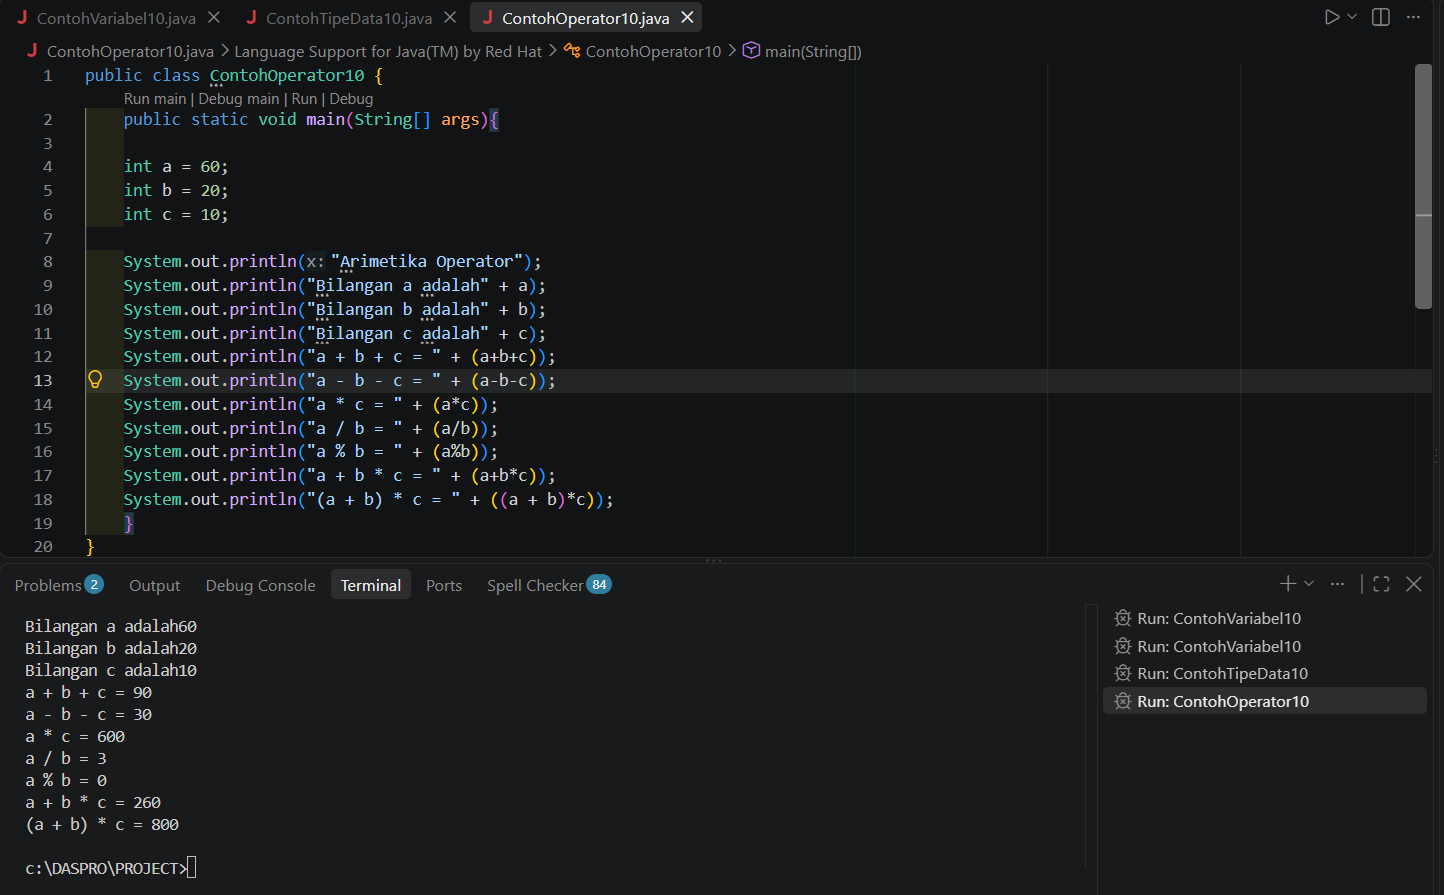 ContohVariabel10.java ContohTipeData10.java ContohOperator10.java
ContohOperator10.java > Language Support for Java(TM) by Red Hat > ContohOperator10 > main(String[])
1 public class ContohOperator10 {
Run main | Debug main | Run | Debug
2 public static void main(String[] args){
3
4 int a = 60;
5 int b = 20;
6 int c = 10;
7
8 System.out.println(x: "Arimetika Operator");
9 System.out.println("Bilangan a adalah" + a);
10 System.out.println("Bilangan b adalah" + b);
11 System.out.println("Bilangan c adalah" + c);
12 System.out.println("a + b + c = " + (a+b+c));
13 System.out.println("a - b - c = " + (a-b-c));
14 System.out.println("a * c = " + (a*c));
15 System.out.println("a / b = " + (a/b));
16 System.out.println("a % b = " + (a%b));
17 System.out.println("a + b * c = " + (a+b*c));
18 System.out.println("(a + b) * c = " + ((a + b)*c));
19 }
20 }
Problems 2 Output Debug Console Terminal Ports Spell Checker 84
Bilangan a adalah60
Bilangan b adalah20
Bilangan c adalah10
a + b + c = 90
a - b - c = 30
a * c = 600
a / b = 3
a % b = 0
a + b * c = 260
(a + b) * c = 800
c:\DASPRO\PROJECT>
Run: ContohVariabel10
Run: ContohVariabel10
Run: ContohTipeData10
Run: ContohOperator10